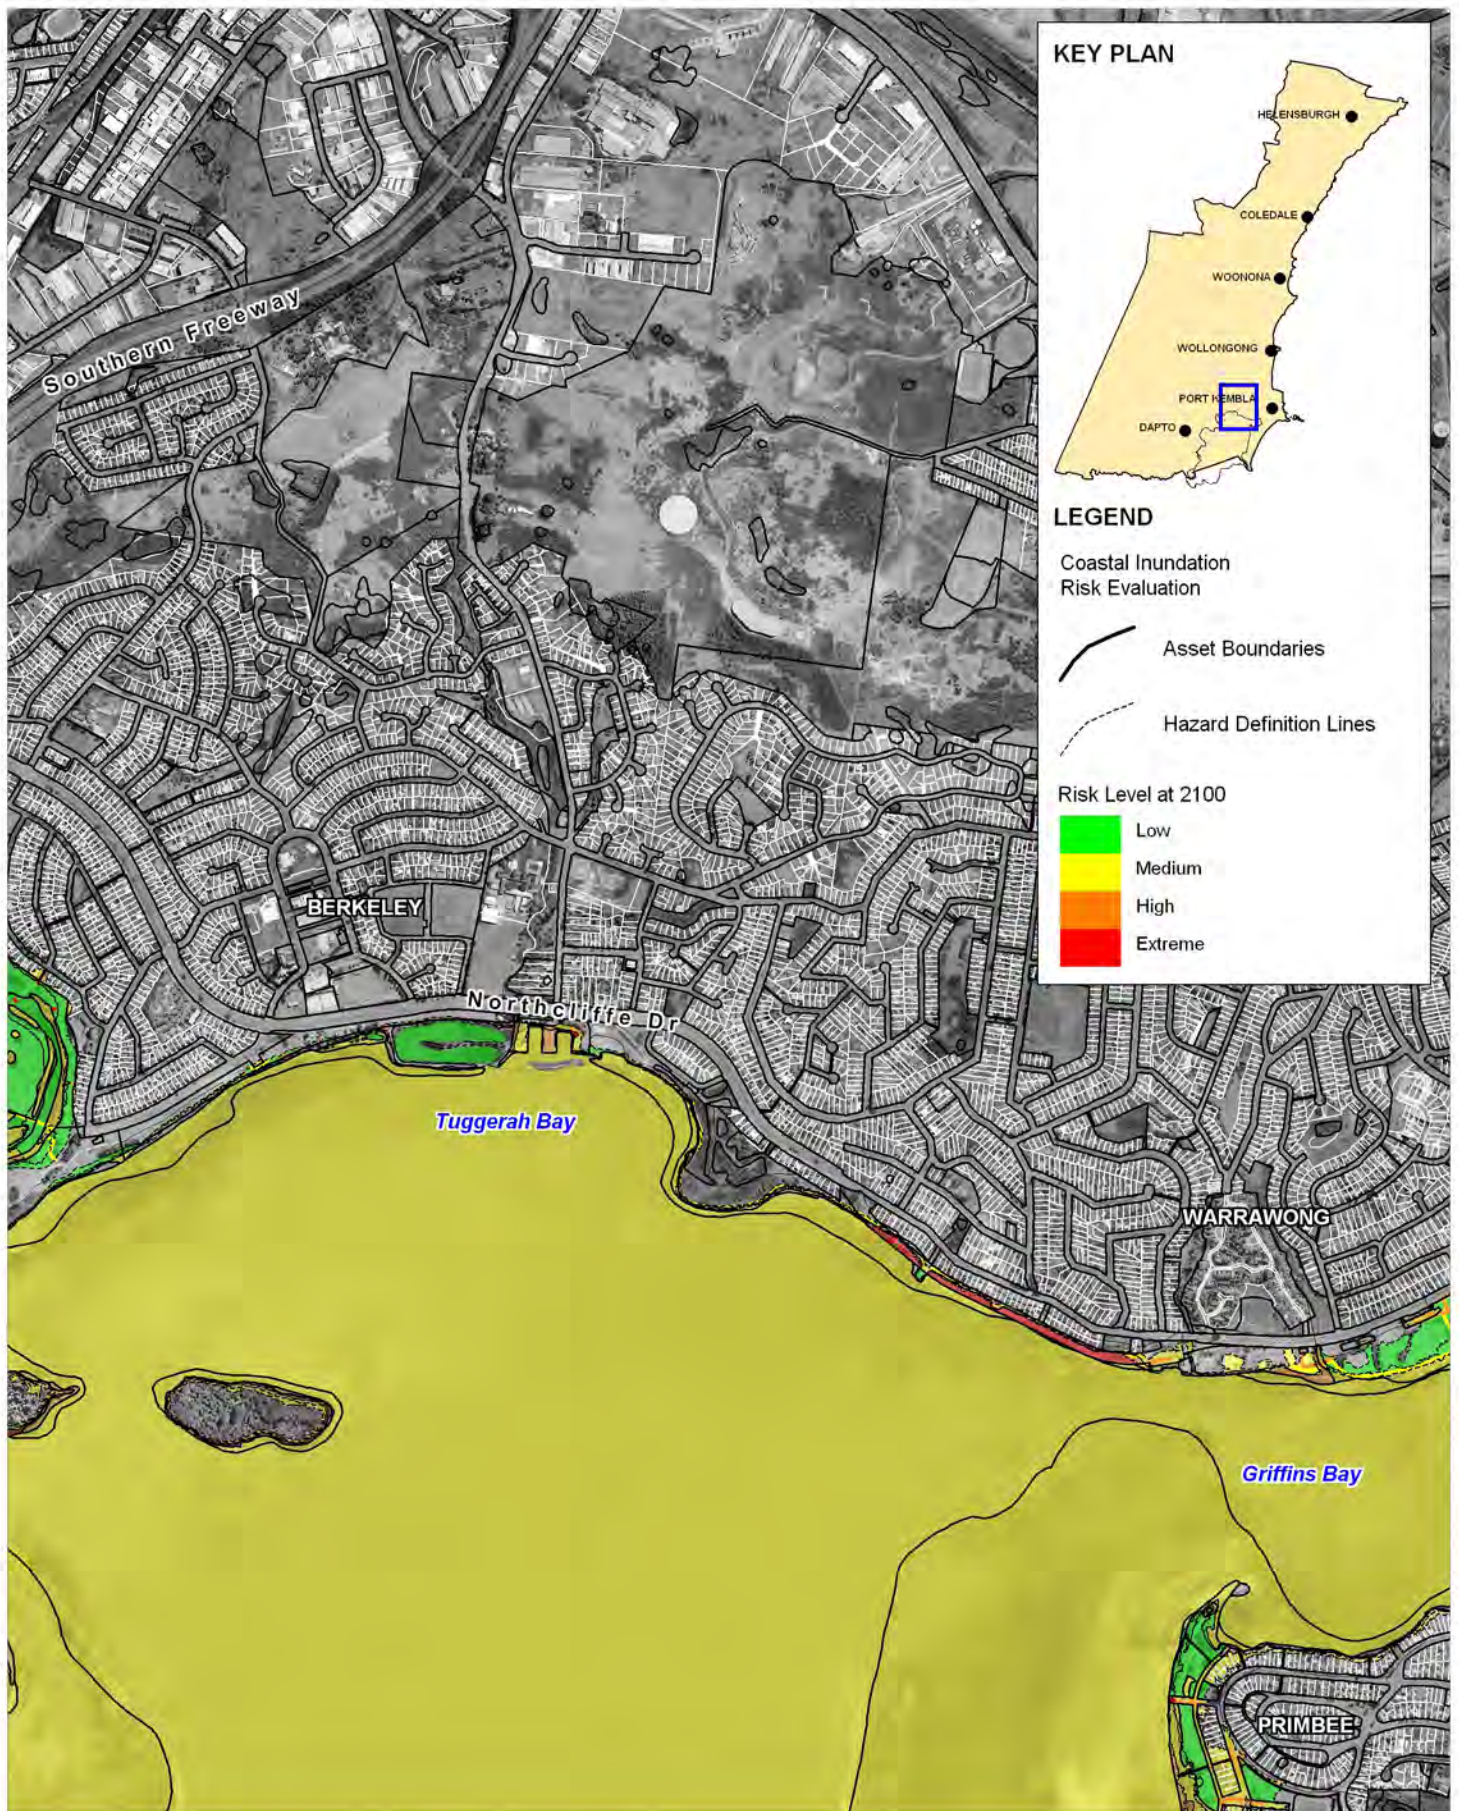 KEY PLAN
HELENSBURGH
COLEDALE
WOONONA
WOLLONGONG
PORT KEMBLA
DAPTO
LEGEND
Coastal Inundation
Risk Evaluation
Asset Boundaries
Hazard Definition Lines
Risk Level at 2100
Low
Medium
High
Extreme
Southern Freeway
BERKELEY
Northcliffe Dr
Tuggerah Bay
WARRAWONG
Griffins Bay
PRIMBEE